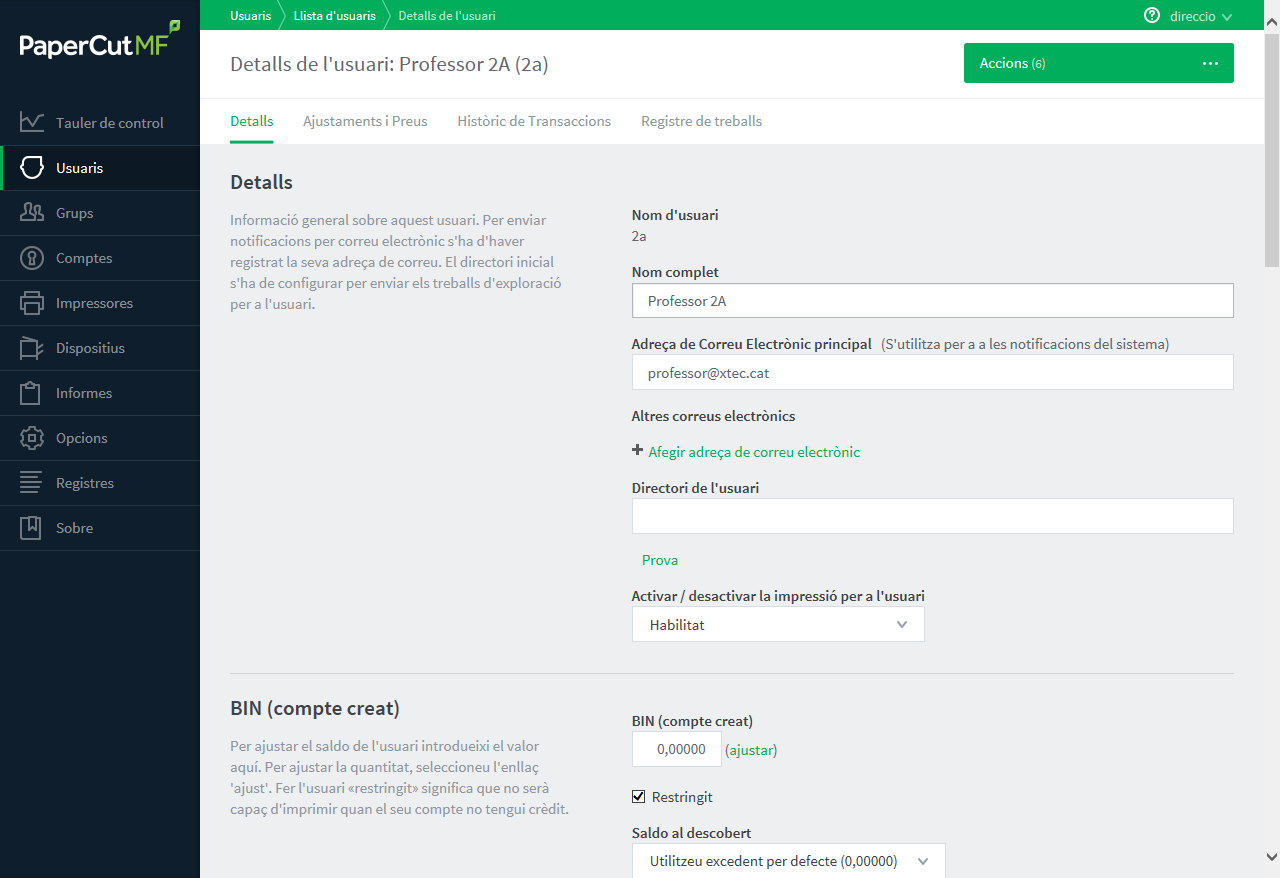 PaperCut MF
Tauler de control
Usuaris
Grups
Comptes
Impressores
Dispositius
Informes
Opcions
Registres
Sobre
Usuaris
Llista d'usuaris
Detalls de l'usuari
direccio
Detalls de l'usuari: Professor 2A (2a)
Accions (6)
Detalls
Ajustaments i Preus
Històric de Transaccions
Registre de treballs
Detalls
Informació general sobre aquest usuari. Per enviar
notificacions per correu electrònic s'ha d'haver
registrat la seva adreça de correu. El directori inicial
s'ha de configurar per enviar els treballs d'exploració
per a l'usuari.
Nom d'usuari
2a
Nom complet
Professor 2A
Adreça de Correu Electrònic principal (S'utilitza per a a les notificacions del sistema)
professor@xtec.cat
Altres correus electrònics
Afegir adreça de correu electrònic
Directori de l'usuari
Prova
Activar / desactivar la impressió per a l'usuari
Habilitat
BIN (compte creat)
Per ajustar el saldo de l'usuari introdueixi el valor
aquí. Per ajustar la quantitat, seleccioneu l'enllaç
'ajust'. Fer l'usuari «restringit» significa que no serà
capaç d'imprimir quan el seu compte no tengui crèdit.
BIN (compte creat)
0,00000 (ajustar)
Restringit
Saldo al descobert
Utilitzeu excedent per defecte (0,00000)